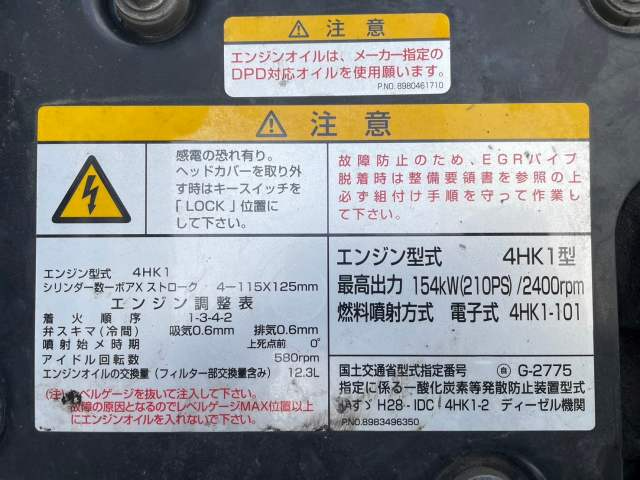 注意
エンジンオイルは、メーカー指定の
DPD対応オイルを使用願います。
P.NO. 8980461710
注意
感電の恐れ有り。
ヘッドカバーを取り外
す時はキースイッチを
「LOCK」位置に
して下さい。
故障防止のため、EGRパイプ
脱着時は整備要領書を参照の上
必ず組付け手順を守って作業し
て下さい。
エンジン型式 4HK1
シリンダー数ーボアX ストローク 4ー115X125mm
エンジン調整表
着火順序 1-3-4-2
弁スキマ(冷間) 吸気0.6mm 排気0.6mm
噴射始メ時期 上死点前 0°
アイドル回転数 580rpm
エンジンオイルの交換量(フィルター部交換量含み) 12.3L
(注)レベルゲージを抜いて注入して下さい。
故障の原因となるのでレベルゲージMAX位置以上
にエンジンオイルを入れないで下さい。
エンジン型式 4HK1型
最高出力 154kW(210PS)/2400rpm
燃料噴射方式 電子式 4HK1-101
国土交通省型式指定番号 自 G-2775
指定に係る一酸化炭素等発散防止装置型式
いすゞ H28-IDC 4HK1-2 ディーゼル機関
P.NO.8983496350